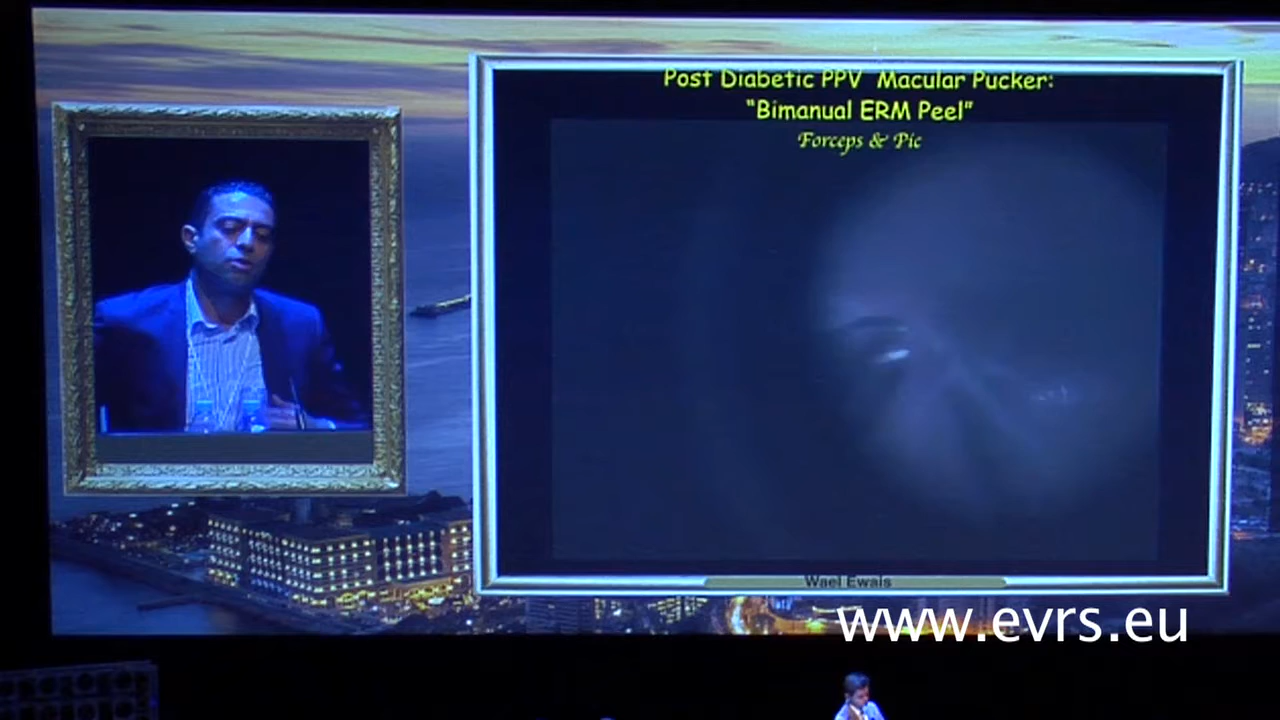 Post Diabetic PPV Macular Pucker:
"Bimanual ERM Peel"
Forceps & Pic
Wael Ewais
www.evrs.eu